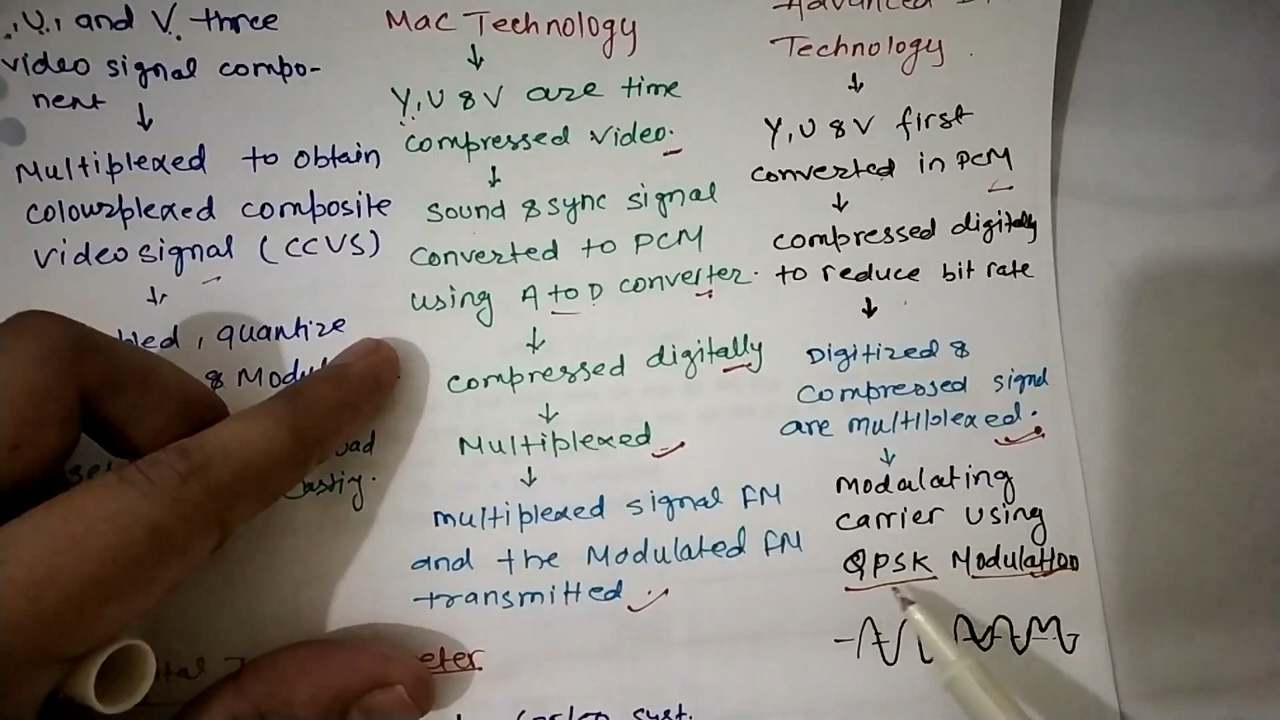 Y, U, and V three
video signal compo-
nent
Multiplexed to obtain
colourplexed composite
video signal (CCVS)
, quantize
& Modul
Mac Technology
Y, U & V are time
compressed video.
sound & sync signal
converted to PCM
using A to D converter.
compressed digitally
Multiplexed
multiplexed signal FM
and the Modulated FM
transmitted
Advanced
Technology.
Y, U & V first
converted in PCM
compressed digitally
to reduce bit rate
Digitized &
compressed signal
are multiplexed.
Modalating
carrier using
QPSK Modulation